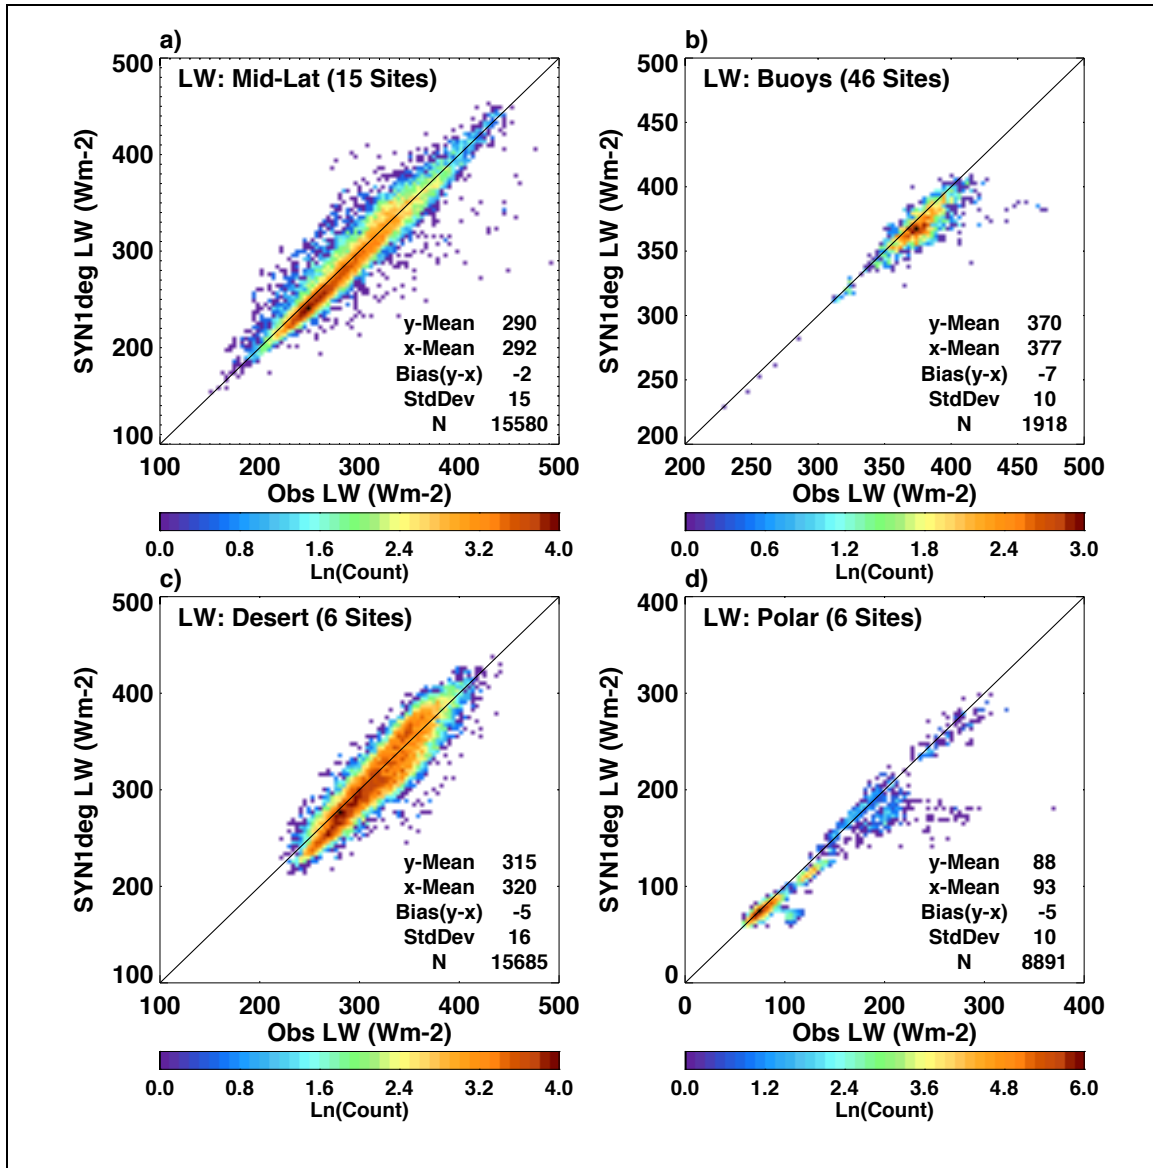 a)
LW: Mid-Lat (15 Sites)
SYN1deg LW (Wm-2)
500
400
300
200
100
y-Mean 290
x-Mean 292
Bias(y-x) -2
StdDev 15
N 15580
100 200 300 400 500
Obs LW (Wm-2)
0.0 0.8 1.6 2.4 3.2 4.0
Ln(Count)
b)
LW: Buoys (46 Sites)
SYN1deg LW (Wm-2)
500
450
400
350
300
250
200
y-Mean 370
x-Mean 377
Bias(y-x) -7
StdDev 10
N 1918
200 250 300 350 400 450 500
Obs LW (Wm-2)
0.0 0.6 1.2 1.8 2.4 3.0
Ln(Count)
c)
LW: Desert (6 Sites)
SYN1deg LW (Wm-2)
500
400
300
200
100
y-Mean 315
x-Mean 320
Bias(y-x) -5
StdDev 16
N 15685
100 200 300 400 500
Obs LW (Wm-2)
0.0 0.8 1.6 2.4 3.2 4.0
Ln(Count)
d)
LW: Polar (6 Sites)
SYN1deg LW (Wm-2)
400
300
200
100
0
y-Mean 88
x-Mean 93
Bias(y-x) -5
StdDev 10
N 8891
0 100 200 300 400
Obs LW (Wm-2)
0.0 1.2 2.4 3.6 4.8 6.0
Ln(Count)